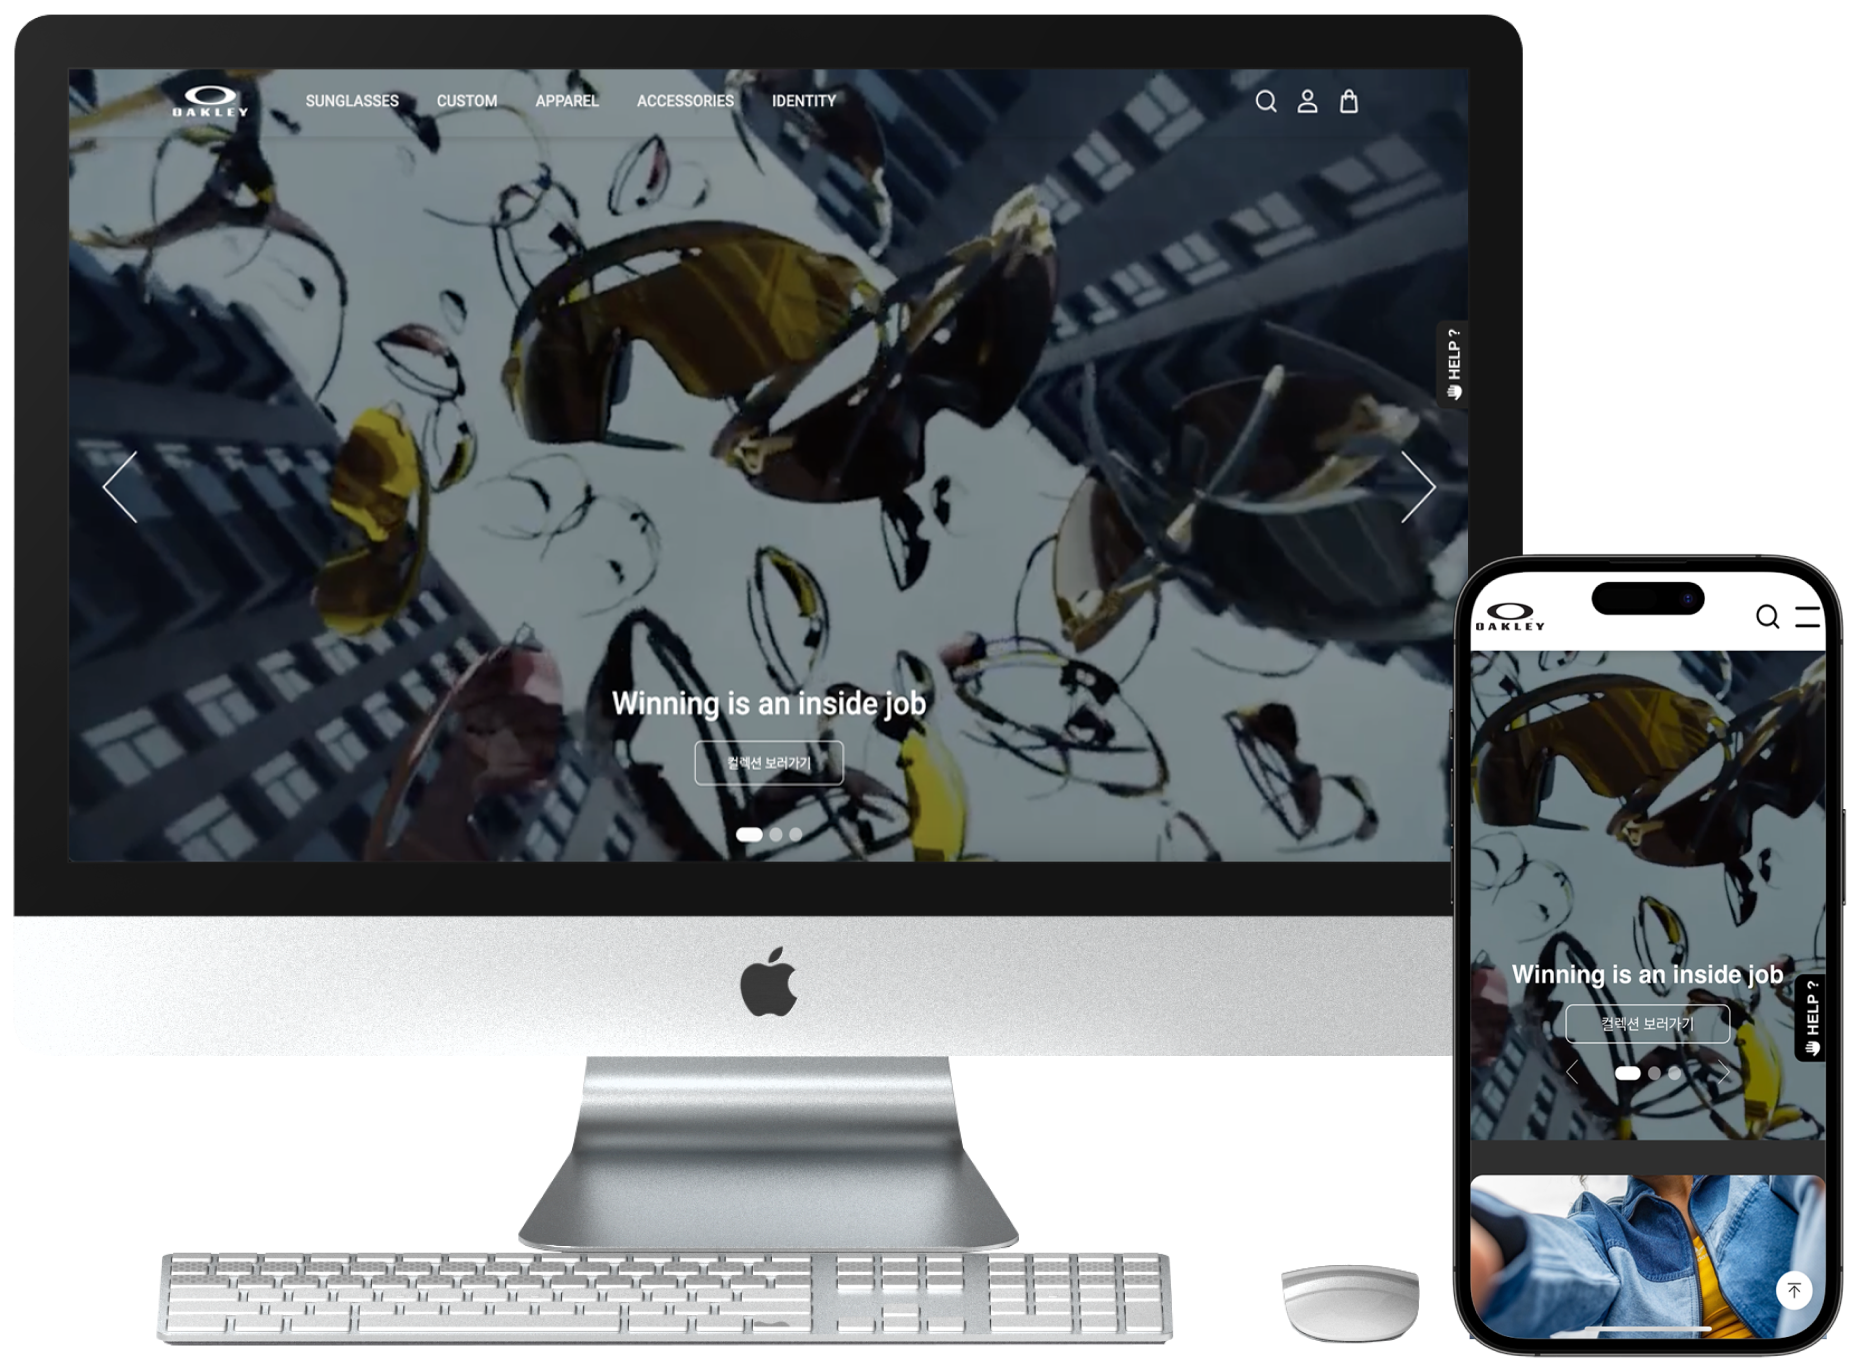 OAKLEY
SUNGLASSES CUSTOM APPAREL ACCESSORIES IDENTITY
HELP ?
Winning is an inside job
컬렉션 보러가기
OAKLEY
Winning is an inside job
컬렉션 보러가기
HELP ?